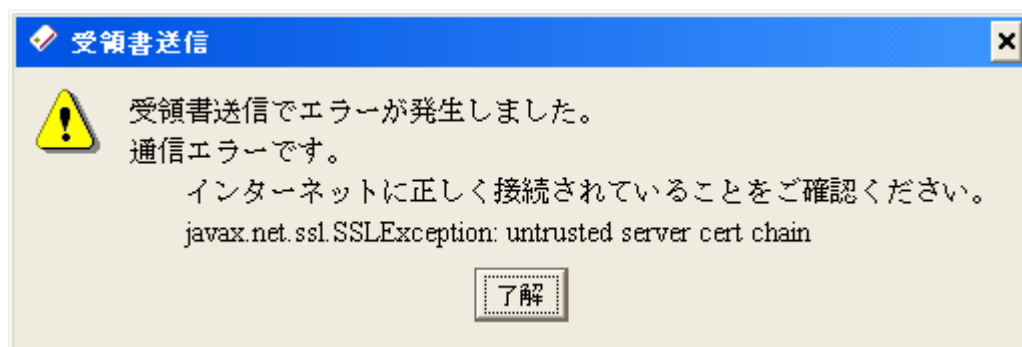 受領書送信
受領書送信でエラーが発生しました。
通信エラーです。
インターネットに正しく接続されていることをご確認ください。
javax.net.ssl.SSLException: untrusted server cert chain
了解